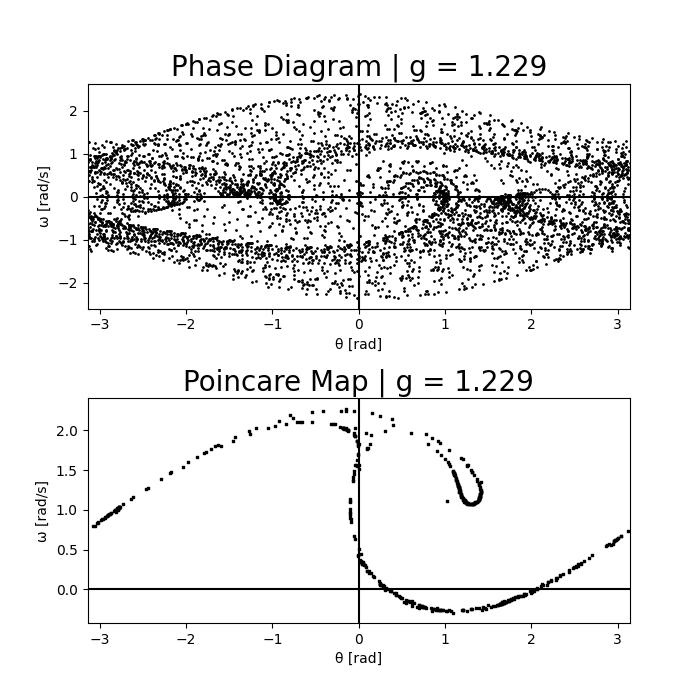 Phase Diagram | g = 1.229
ω [rad/s]
2
1
0
−1
−2
−3 −2 −1 0 1 2 3
θ [rad]
Poincare Map | g = 1.229
ω [rad/s]
2.0
1.5
1.0
0.5
0.0
−3 −2 −1 0 1 2 3
θ [rad]